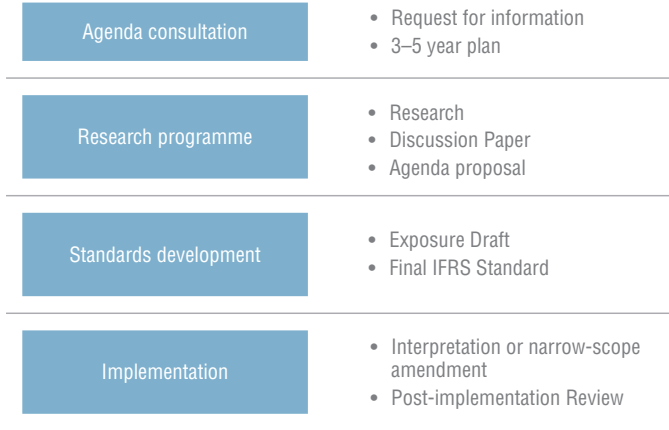 Agenda consultation
• Request for information
• 3–5 year plan
Research programme
• Research
• Discussion Paper
• Agenda proposal
Standards development
• Exposure Draft
• Final IFRS Standard
Implementation
• Interpretation or narrow-scope
amendment
• Post-implementation Review